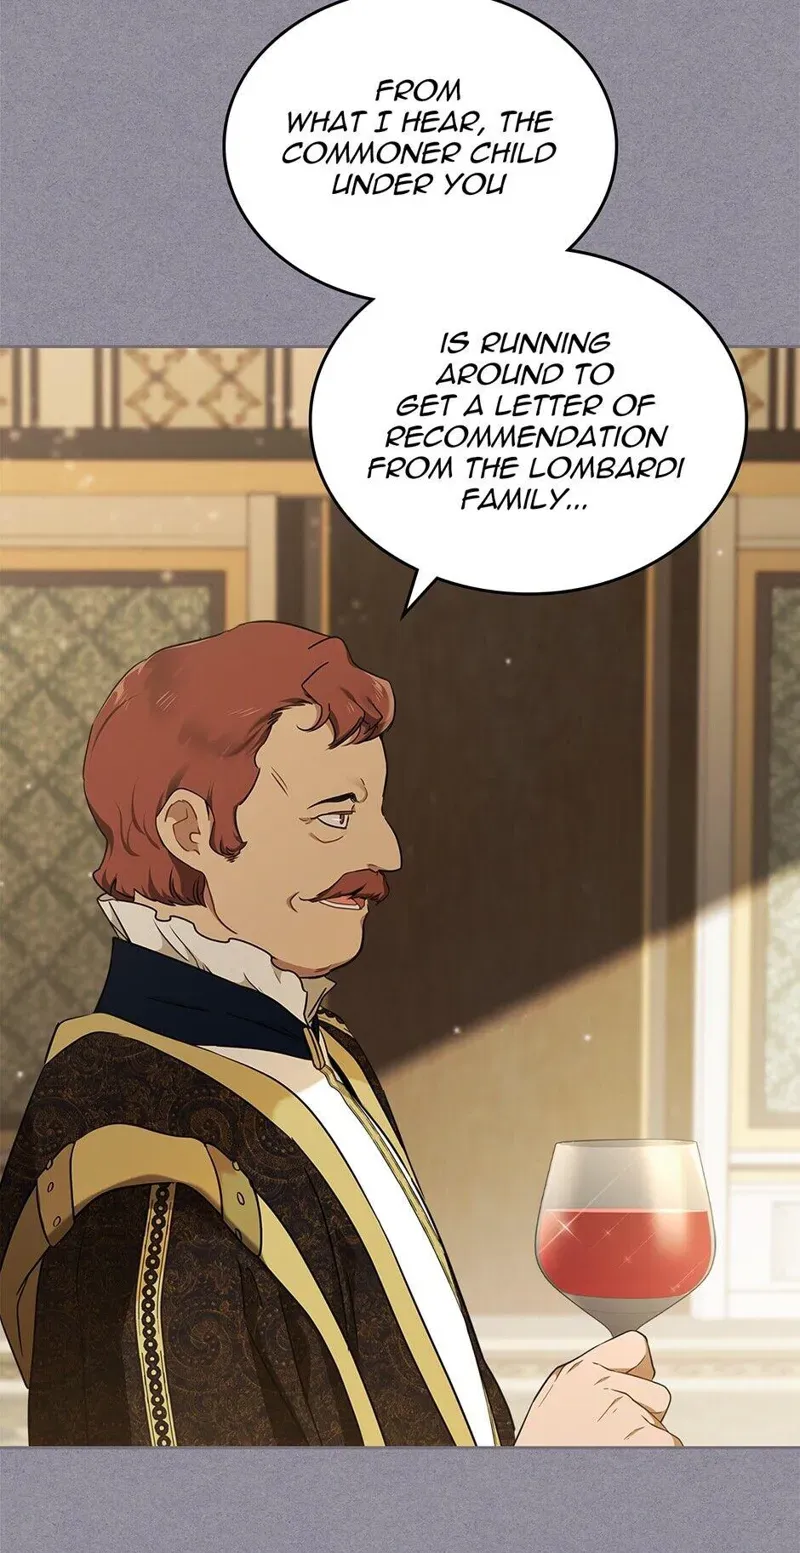 FROM
WHAT I HEAR, THE
COMMONER CHILD
UNDER YOU
IS RUNNING
AROUND TO
GET A LETTER OF
RECOMMENDATION
FROM THE LOMBARDI
FAMILY...